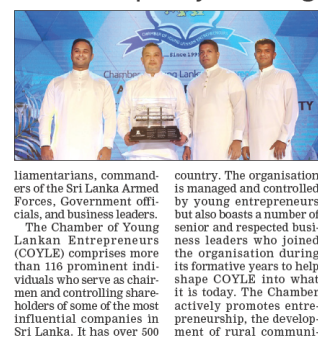 Since 199
Chamber
ng Lanka
liamentarians, command-
ers of the Sri Lanka Armed
Forces, Government offi-
cials, and business leaders.
The Chamber of Young
Lankan Entrepreneurs
(COYLE) comprises more
than 116 prominent indi-
viduals who serve as chair-
men and controlling share-
holders of some of the most
influential companies in
Sri Lanka. It has over 500
country. The organisation
is managed and controlled
by young entrepreneurs
but also boasts a number of
senior and respected busi-
ness leaders who joined
the organisation during
its formative years to help
shape COYLE into what
it is today. The Chamber
actively promotes entre-
preneurship, the develop-
ment of rural communi-